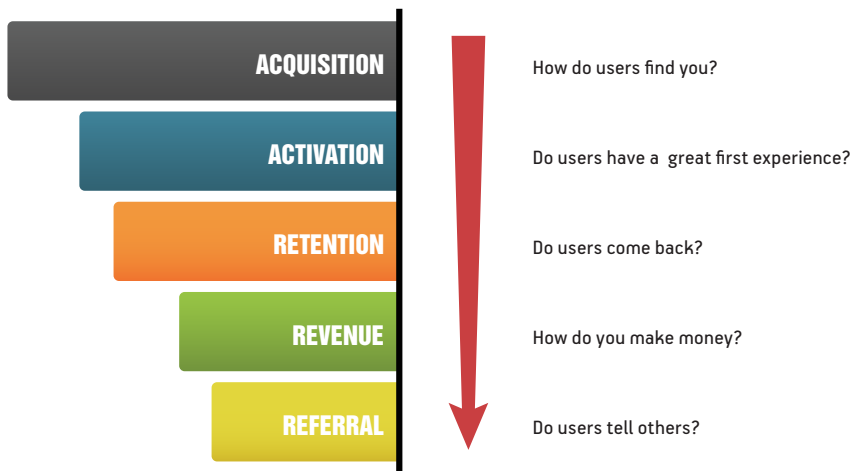 ACQUISITION
How do users find you?
ACTIVATION
Do users have a great first experience?
RETENTION
Do users come back?
REVENUE
How do you make money?
REFERRAL
Do users tell others?